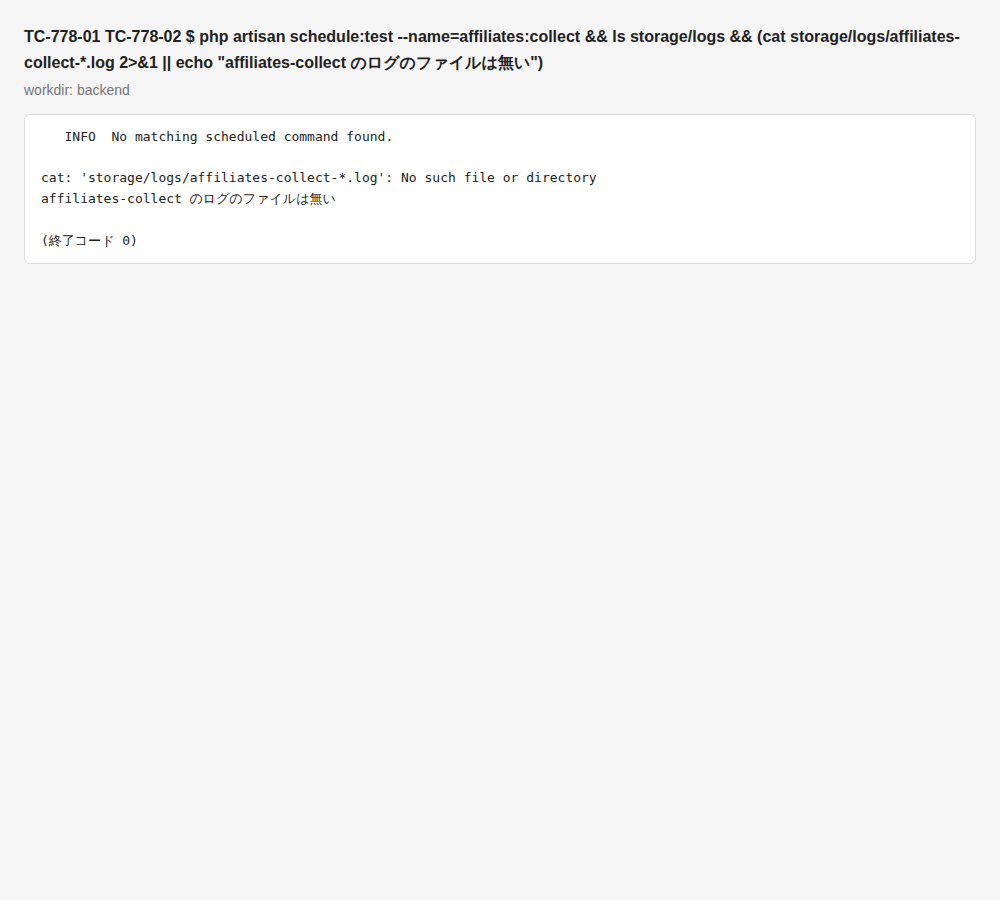 TC-778-01 TC-778-02 $ php artisan schedule:test --name=affiliates:collect && ls storage/logs && (cat storage/logs/affiliates-
collect-*.log 2>&1 || echo "affiliates-collect のログのファイルは無い")
workdir: backend
INFO  No matching scheduled command found.
cat: 'storage/logs/affiliates-collect-*.log': No such file or directory
affiliates-collect のログのファイルは無い
(終了コード 0)